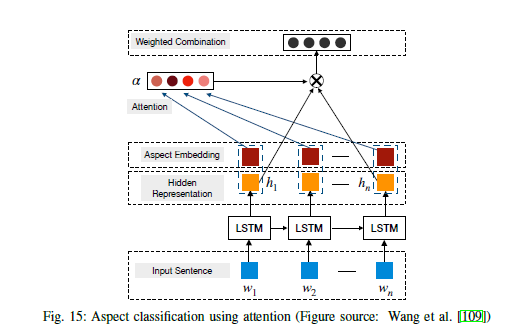 Weighted Combination
α
Attention
Aspect Embedding
Hidden
Representation
h1
hn
LSTM LSTM LSTM
Input Sentence
w1 w2 wn
Fig. 15: Aspect classification using attention (Figure source: Wang et al. [109])